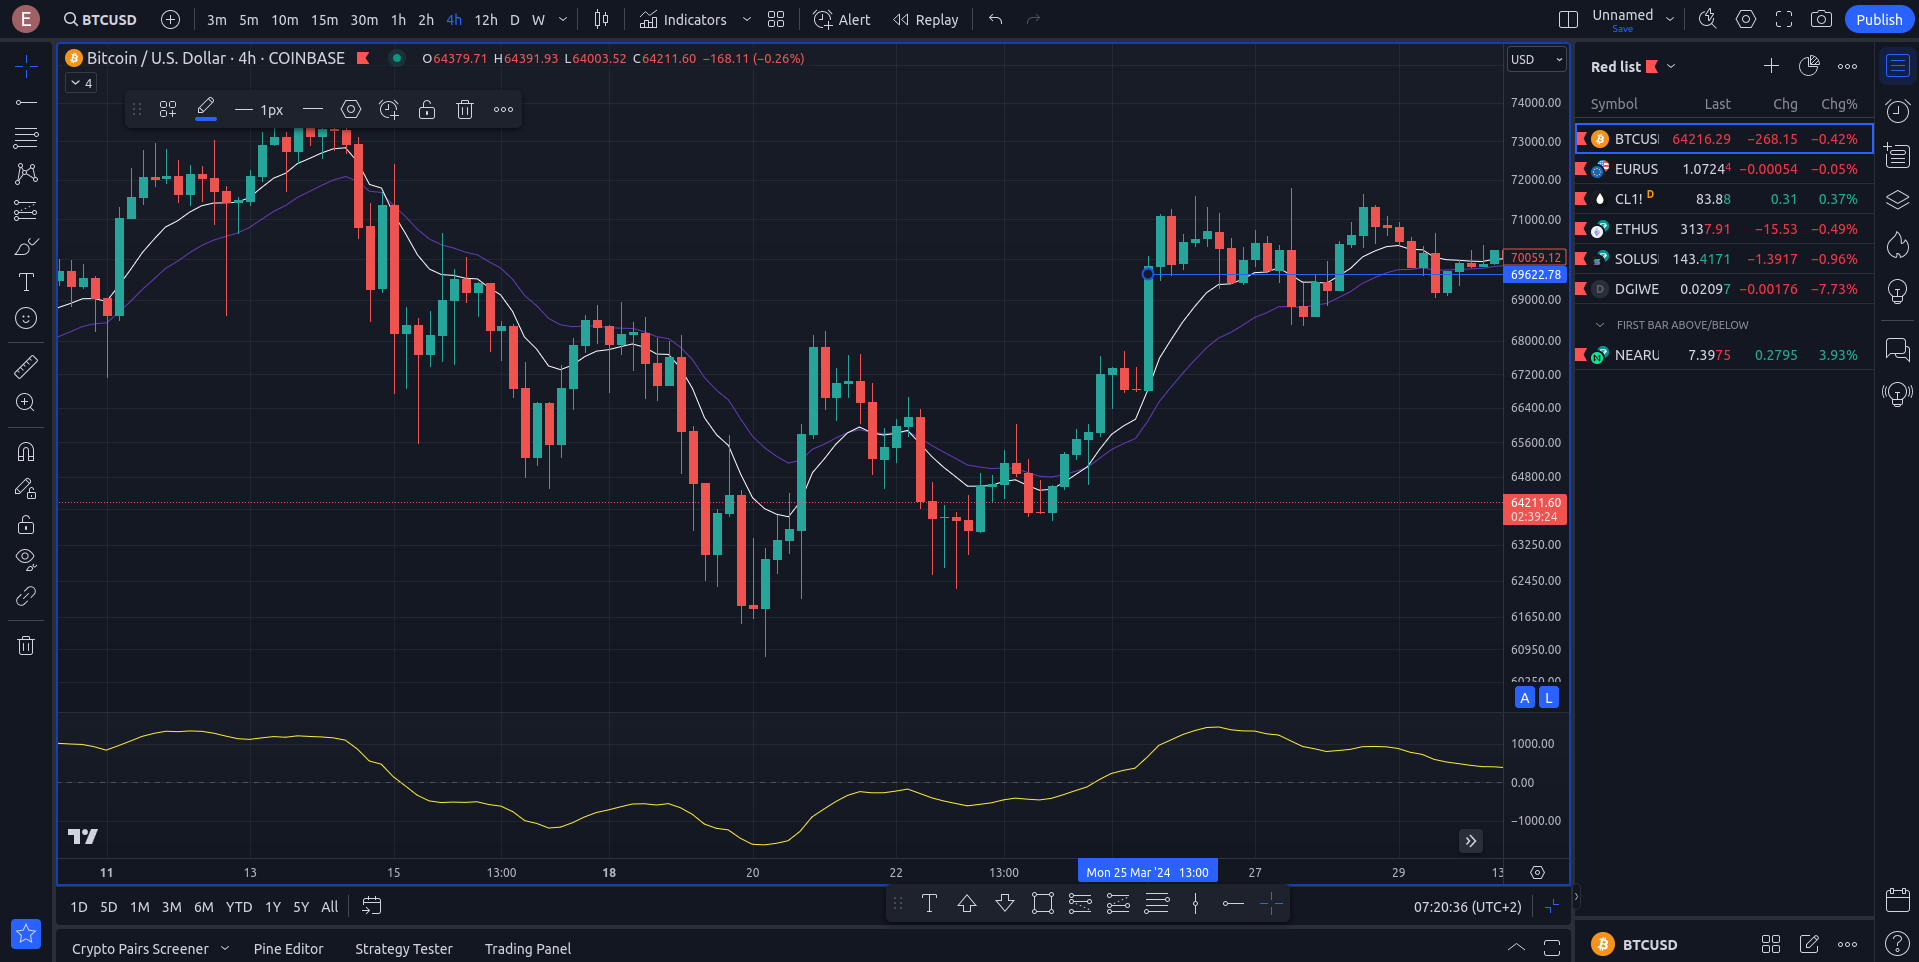 E BTCUSD 3m 5m 10m 15m 30m 1h 2h 4h 12h D W Indicators Alert Replay Unnamed Save Publish
Bitcoin / U.S. Dollar · 4h · COINBASE O64379.71 H64391.93 L64003.52 C64211.60 −168.11 (−0.26%)
USD
4
1px
74000.00
73000.00
72000.00
71000.00
70059.12
69622.78
69000.00
68000.00
67200.00
66400.00
65600.00
64800.00
64211.60
02:39:24
63250.00
62450.00
61650.00
60950.00
60250.00
A L
1000.00
0.00
−1000.00
11 13 15 13:00 18 20 22 13:00 Mon 25 Mar '24 13:00 27 29 13
1D 5D 1M 3M 6M YTD 1Y 5Y All
T
07:20:36 (UTC+2)
Crypto Pairs Screener Pine Editor Strategy Tester Trading Panel
Red list
Symbol Last Chg Chg%
BTCUS 64216.29 −268.15 −0.42%
EURUS 1.07244 −0.00054 −0.05%
CL1! D 83.88 0.31 0.37%
ETHUS 3137.91 −15.53 −0.49%
SOLUS 143.4171 −1.3917 −0.96%
D DGIWE 0.02097 −0.00176 −7.73%
FIRST BAR ABOVE/BELOW
N NEARU 7.3975 0.2795 3.93%
BTCUSD